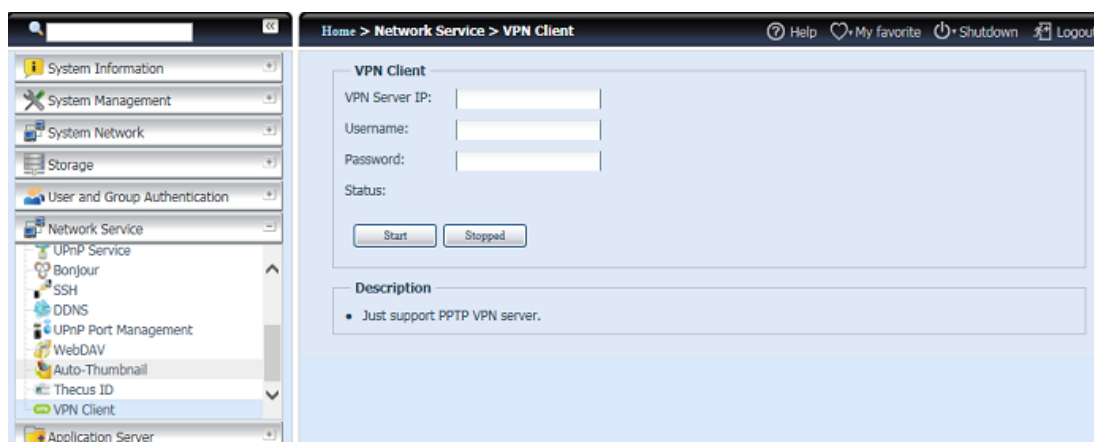 Home > Network Service > VPN Client
Help My favorite Shutdown Logout
System Information
System Management
System Network
Storage
User and Group Authentication
Network Service
UPnP Service
Bonjour
SSH
DDNS
UPnP Port Management
WebDAV
Auto-Thumbnail
Thecus ID
VPN Client
Application Server
VPN Client
VPN Server IP:
Username:
Password:
Status:
Start Stopped
Description
• Just support PPTP VPN server.